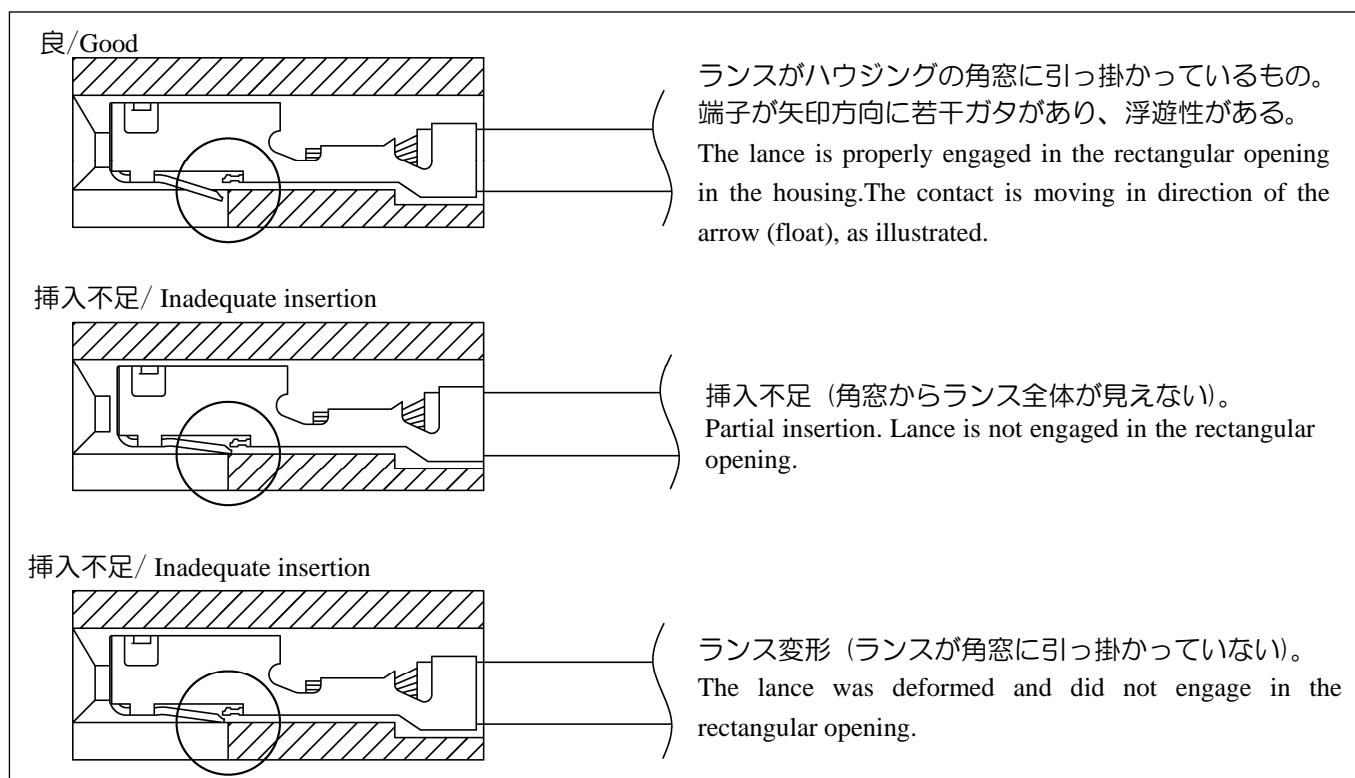 良/Good
ランスがハウジングの角窓に引っ掛かっているもの。
端子が矢印方向に若干ガタがあり、浮遊性がある。
The lance is properly engaged in the rectangular opening
in the housing.The contact is moving in direction of the
arrow (float), as illustrated.
挿入不足/ Inadequate insertion
挿入不足（角窓からランス全体が見えない）。
Partial insertion. Lance is not engaged in the rectangular
opening.
挿入不足/ Inadequate insertion
ランス変形（ランスが角窓に引っ掛かっていない）。
The lance was deformed and did not engage in the
rectangular opening.